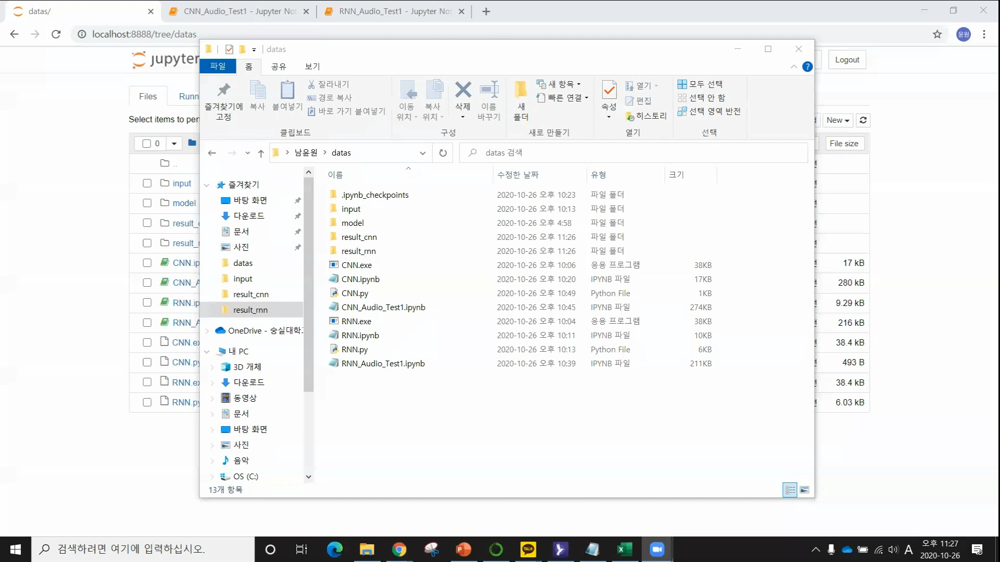 datas/
CNN_Audio_Test1 - Jupyter Not
RNN_Audio_Test1 - Jupyter Not
localhost:8888/tree/datas
윤원
jupyter
Logout
Files
Runn
Select items to per
New
0
File size
..
input
model
result_
result_
CNN.ip
17 kB
CNN_A
280 kB
RNN.ip
9.29 kB
RNN_A
216 kB
CNN.ex
38.4 kB
CNN.py
493 B
RNN.ex
38.4 kB
RNN.py
6.03 kB
datas
파일
홈
공유
보기
즐겨찾기에 고정
복사
붙여넣기
잘라내기
경로 복사
바로 가기 붙여넣기
클립보드
이동 위치
복사 위치
삭제
이름 바꾸기
구성
새 폴더
새 항목
빠른 연결
새로 만들기
속성
열기
편집
히스토리
열기
모두 선택
선택 안 함
선택 영역 반전
선택
남윤원 > datas
datas 검색
즐겨찾기
바탕 화면
다운로드
문서
사진
datas
input
result_cnn
result_rnn
OneDrive - 숭실대학교
내 PC
3D 개체
다운로드
동영상
문서
바탕 화면
사진
음악
OS (C:)
이름 수정한 날짜 유형 크기
.ipynb_checkpoints 2020-10-26 오후 10:23 파일 폴더
input 2020-10-26 오후 10:13 파일 폴더
model 2020-10-26 오후 4:58 파일 폴더
result_cnn 2020-10-26 오후 11:26 파일 폴더
result_rnn 2020-10-26 오후 11:26 파일 폴더
CNN.exe 2020-10-26 오후 10:06 응용 프로그램 38KB
CNN.ipynb 2020-10-26 오후 10:20 IPYNB 파일 17KB
CNN.py 2020-10-26 오후 10:49 Python File 1KB
CNN_Audio_Test1.ipynb 2020-10-26 오후 10:45 IPYNB 파일 274KB
RNN.exe 2020-10-26 오후 10:04 응용 프로그램 38KB
RNN.ipynb 2020-10-26 오후 10:11 IPYNB 파일 10KB
RNN.py 2020-10-26 오후 10:13 Python File 6KB
RNN_Audio_Test1.ipynb 2020-10-26 오후 10:39 IPYNB 파일 211KB
13개 항목
검색하려면 여기에 입력하십시오.
TALK
A
오후 11:27
2020-10-26